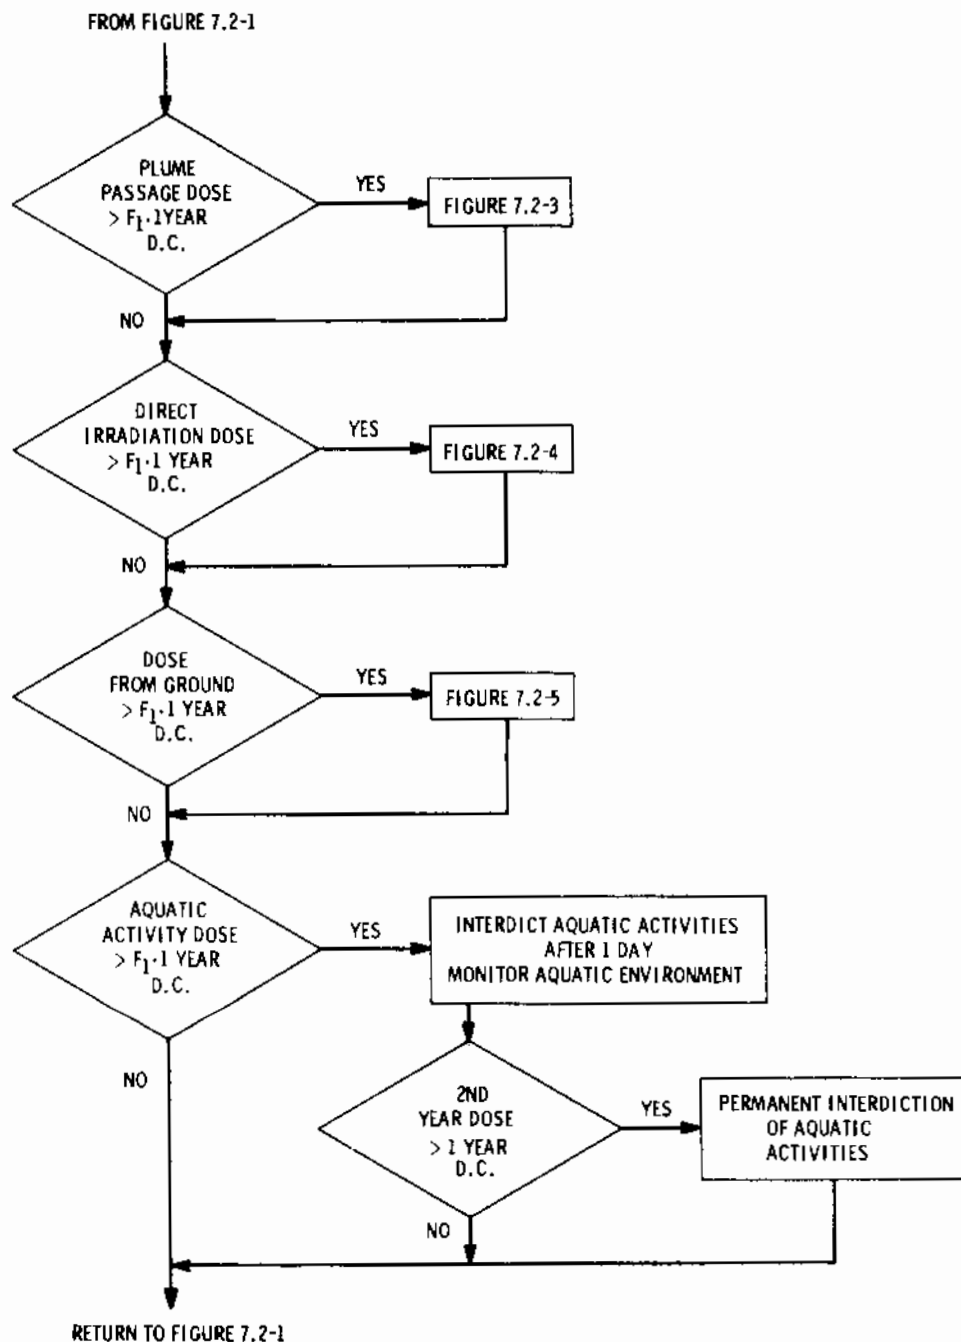 FROM FIGURE 7.2-1
PLUME
PASSAGE DOSE
> F1·1YEAR
D.C.
YES
FIGURE 7.2-3
NO
DIRECT
IRRADIATION DOSE
> F1·1 YEAR
D.C.
YES
FIGURE 7.2-4
NO
DOSE
FROM GROUND
> F1·1 YEAR
D.C.
YES
FIGURE 7.2-5
NO
AQUATIC
ACTIVITY DOSE
> F1·1 YEAR
D.C.
YES
INTERDICT AQUATIC ACTIVITIES
AFTER 1 DAY
MONITOR AQUATIC ENVIRONMENT
NO
2ND
YEAR DOSE
> 1 YEAR
D.C.
YES
PERMANENT INTERDICTION
OF AQUATIC
ACTIVITIES
NO
RETURN TO FIGURE 7.2-1